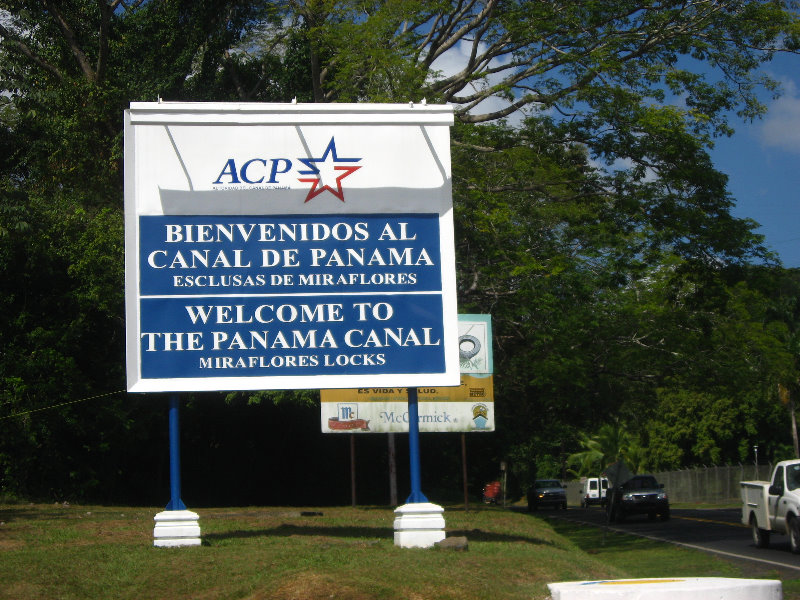 ACP
BIENVENIDOS AL
CANAL DE PANAMA
ESCLUSAS DE MIRAFLORES
WELCOME TO
THE PANAMA CANAL
MIRAFLORES LOCKS
ES VIDA Y SALUD.
Mc
McCormick